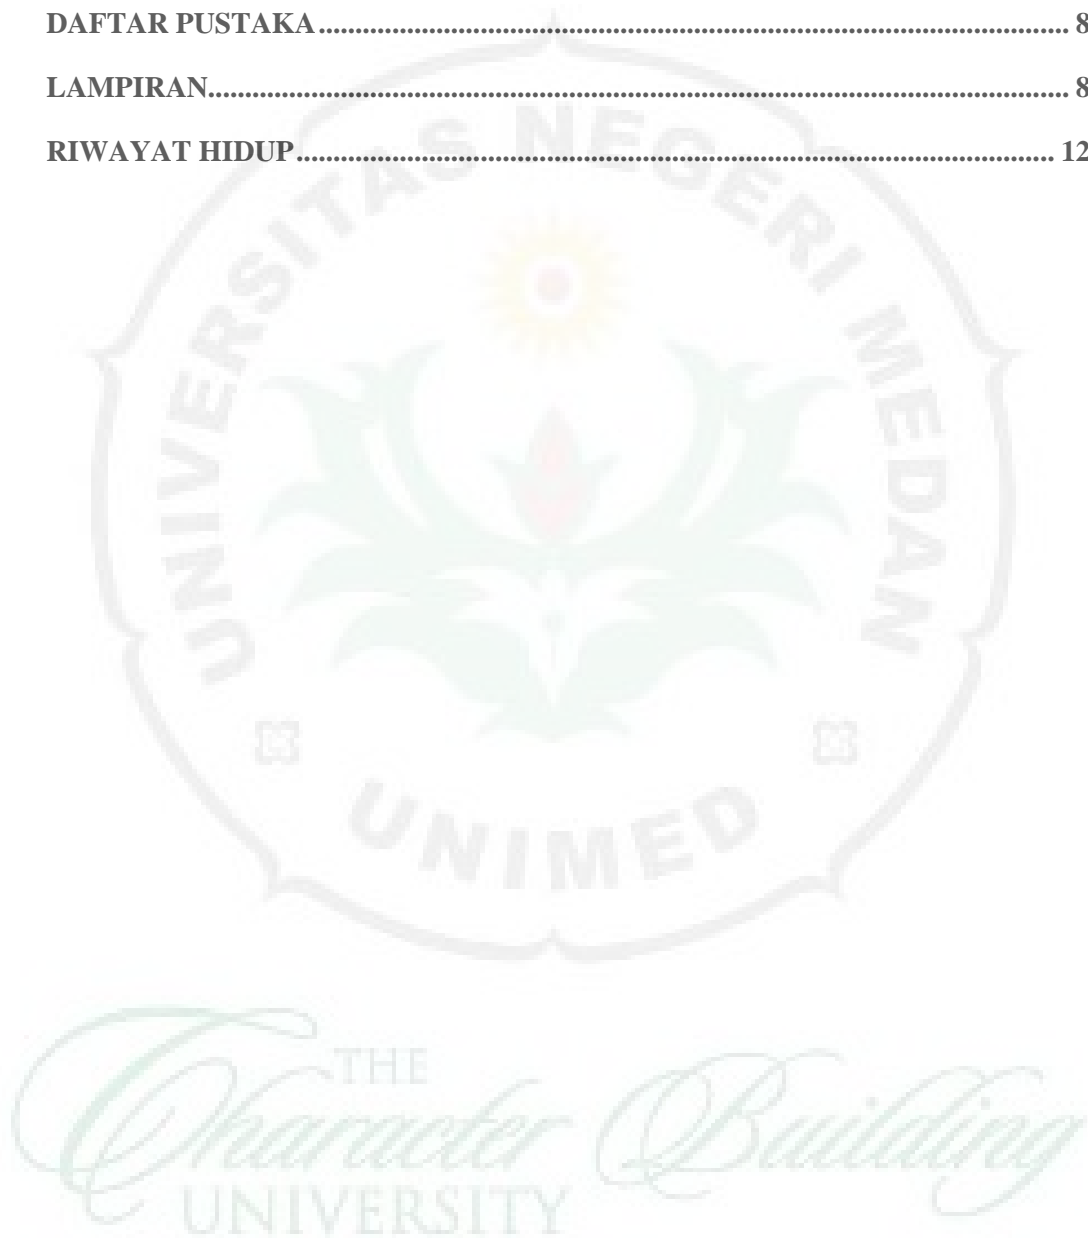 DAFTAR PUSTAKA ........................................................................................................ 8
LAMPIRAN........................................................................................................................ 8
RIWAYAT HIDUP ......................................................................................................... 12
UNIVERSITAS NEGERI MEDAN
UNIMED
THE
Character Building
UNIVERSITY